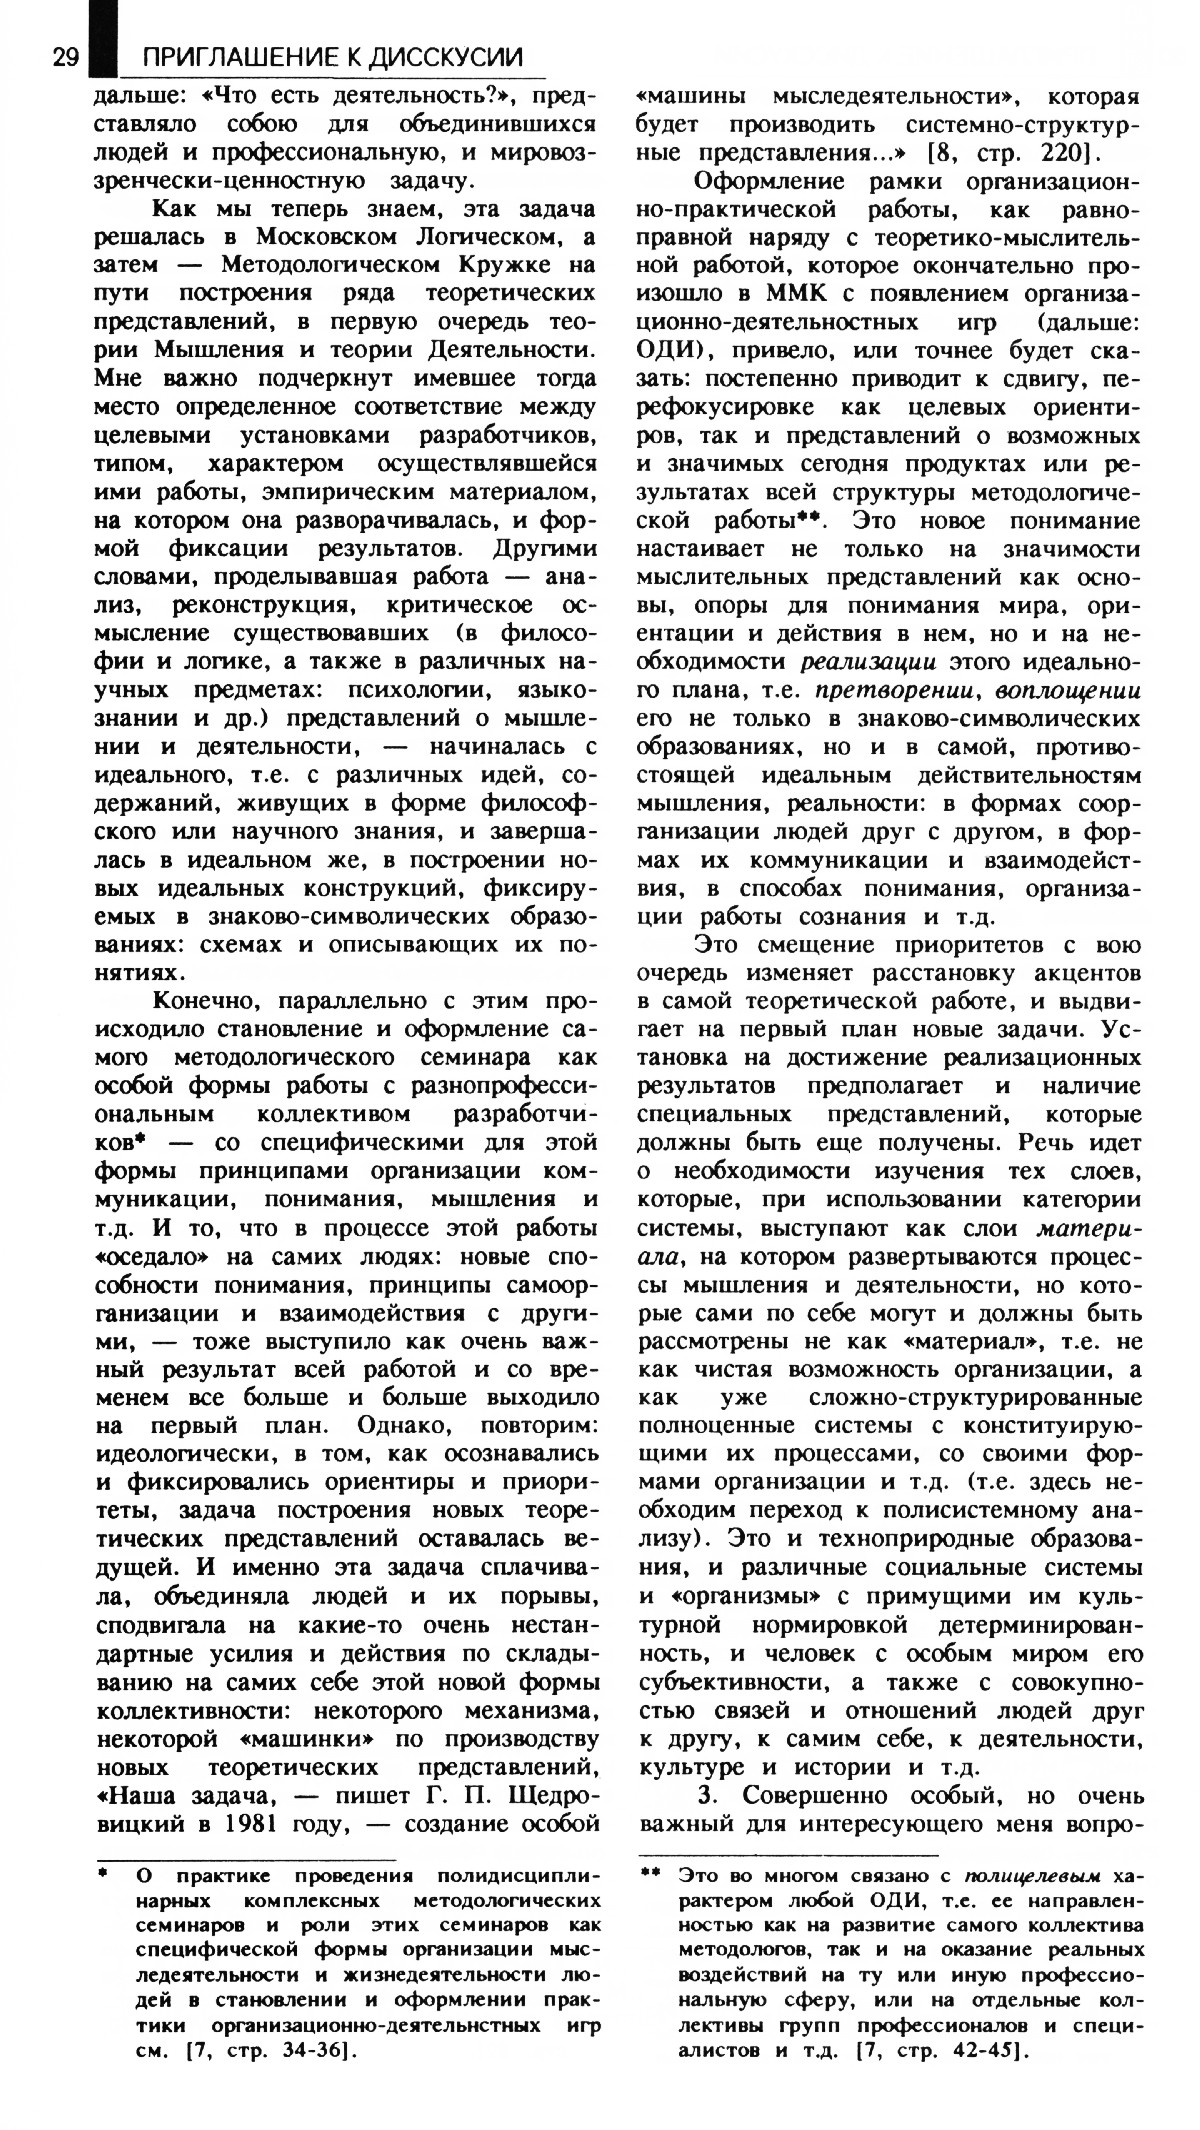 29
ПРИГЛАШЕНИЕ К ДИССКУСИИ
дальше: «Что есть деятельность?», пред-
ставляло собою для объединившихся
людей и профессиональную, и мировоз-
зренчески-ценностную задачу.
Как мы теперь знаем, эта задача
решалась в Московском Логическом, а
затем — Методологическом Кружке на
пути построения ряда теоретических
представлений, в первую очередь тео-
рии Мышления и теории Деятельности.
Мне важно подчеркнут имевшее тогда
место определенное соответствие между
целевыми установками разработчиков,
типом, характером осуществлявшейся
ими работы, эмпирическим материалом,
на котором она разворачивалась, и фор-
мой фиксации результатов. Другими
словами, проделывавшая работа — ана-
лиз, реконструкция, критическое ос-
мысление существовавших (в филосо-
фии и логике, а также в различных на-
учных предметах: психологии, языко-
знании и др.) представлений о мышле-
нии и деятельности, — начиналась с
идеального, т.е. с различных идей, со-
держаний, живущих в форме философ-
ского или научного знания, и заверша-
лась в идеальном же, в построении но-
вых идеальных конструкций, фиксиру-
емых в знаково-символических образо-
ваниях: схемах и описывающих их по-
нятиях.
Конечно, параллельно с этим про-
исходило становление и оформление са-
мого методологического семинара как
особой формы работы с разнопрофесси-
ональным коллективом разработчи-
ков* — со специфическими для этой
формы принципами организации ком-
муникации, понимания, мышления и
т.д. И то, что в процессе этой работы
«оседало» на самих людях: новые спо-
собности понимания, принципы самоор-
ганизации и взаимодействия с други-
ми, — тоже выступило как очень важ-
ный результат всей работой и со вре-
менем все больше и больше выходило
на первый план. Однако, повторим:
идеологически, в том, как осознавались
и фиксировались ориентиры и приори-
теты, задача построения новых теоре-
тических представлений оставалась ве-
дущей. И именно эта задача сплачива-
ла, объединяла людей и их порывы,
сподвигала на какие-то очень нестан-
дартные усилия и действия по склады-
ванию на самих себе этой новой формы
коллективности: некоторого механизма,
некоторой «машинки» по производству
новых теоретических представлений,
«Наша задача, — пишет Г. П. Щедро-
вицкий в 1981 году, — создание особой
* О практике проведения полидисципли-
нарных комплексных методологических
семинаров и роли этих семинаров как
специфической формы организации мыс-
ледеятельности и жизнедеятельности лю-
дей в становлении и оформлении прак-
тики организационно-деятельнстных игр
см. [7, стр. 34-36].
«машины мыследеятельности», которая
будет производить системно-структур-
ные представления...» [8, стр. 220].
Оформление рамки организацион-
но-практической работы, как равно-
правной наряду с теоретико-мыслитель-
ной работой, которое окончательно про-
изошло в ММК с появлением организа-
ционно-деятельностных игр (дальше:
ОДИ), привело, или точнее будет ска-
зать: постепенно приводит к сдвигу, пе-
рефокусировке как целевых ориенти-
ров, так и представлений о возможных
и значимых сегодня продуктах или ре-
зультатах всей структуры методологиче-
ской работы**. Это новое понимание
настаивает не только на значимости
мыслительных представлений как осно-
вы, опоры для понимания мира, ори-
ентации и действия в нем, но и на не-
обходимости реализации этого идеально-
го плана, т.е. претворении, воплощении
его не только в знаково-символических
образованиях, но и в самой, противо-
стоящей идеальным действительностям
мышления, реальности: в формах соор-
ганизации людей друг с другом, в фор-
мах их коммуникации и взаимодейст-
вия, в способах понимания, организа-
ции работы сознания и т.д.
Это смещение приоритетов с вою
очередь изменяет расстановку акцентов
в самой теоретической работе, и выдви-
гает на первый план новые задачи. Ус-
тановка на достижение реализационных
результатов предполагает и наличие
специальных представлений, которые
должны быть еще получены. Речь идет
о необходимости изучения тех слоев,
которые, при использовании категории
системы, выступают как слои матери-
ала, на котором развертываются процес-
сы мышления и деятельности, но кото-
рые сами по себе могут и должны быть
рассмотрены не как «материал», т.е. не
как чистая возможность организации, а
как уже сложно-структурированные
полноценные системы с конституирую-
щими их процессами, со своими фор-
мами организации и т.д. (т.е. здесь не-
обходим переход к полисистемному ана-
лизу). Это и техноприродные образова-
ния, и различные социальные системы
и «организмы» с примущими им куль-
турной нормировкой детерминирован-
ность, и человек с особым миром его
субъективности, а также с совокупно-
стью связей и отношений людей друг
к другу, к самим себе, к деятельности,
культуре и истории и т.д.
3. Совершенно особый, но очень
важный для интересующего меня вопро-
** Это во многом связано с полицелевым ха-
рактером любой ОДИ, т.е. ее направлен-
ностью как на развитие самого коллектива
методологов, так и на оказание реальных
воздействий на ту или иную профессио-
нальную сферу, или на отдельные кол-
лективы групп профессионалов и специ-
алистов и т.д. [7, стр. 42-45].